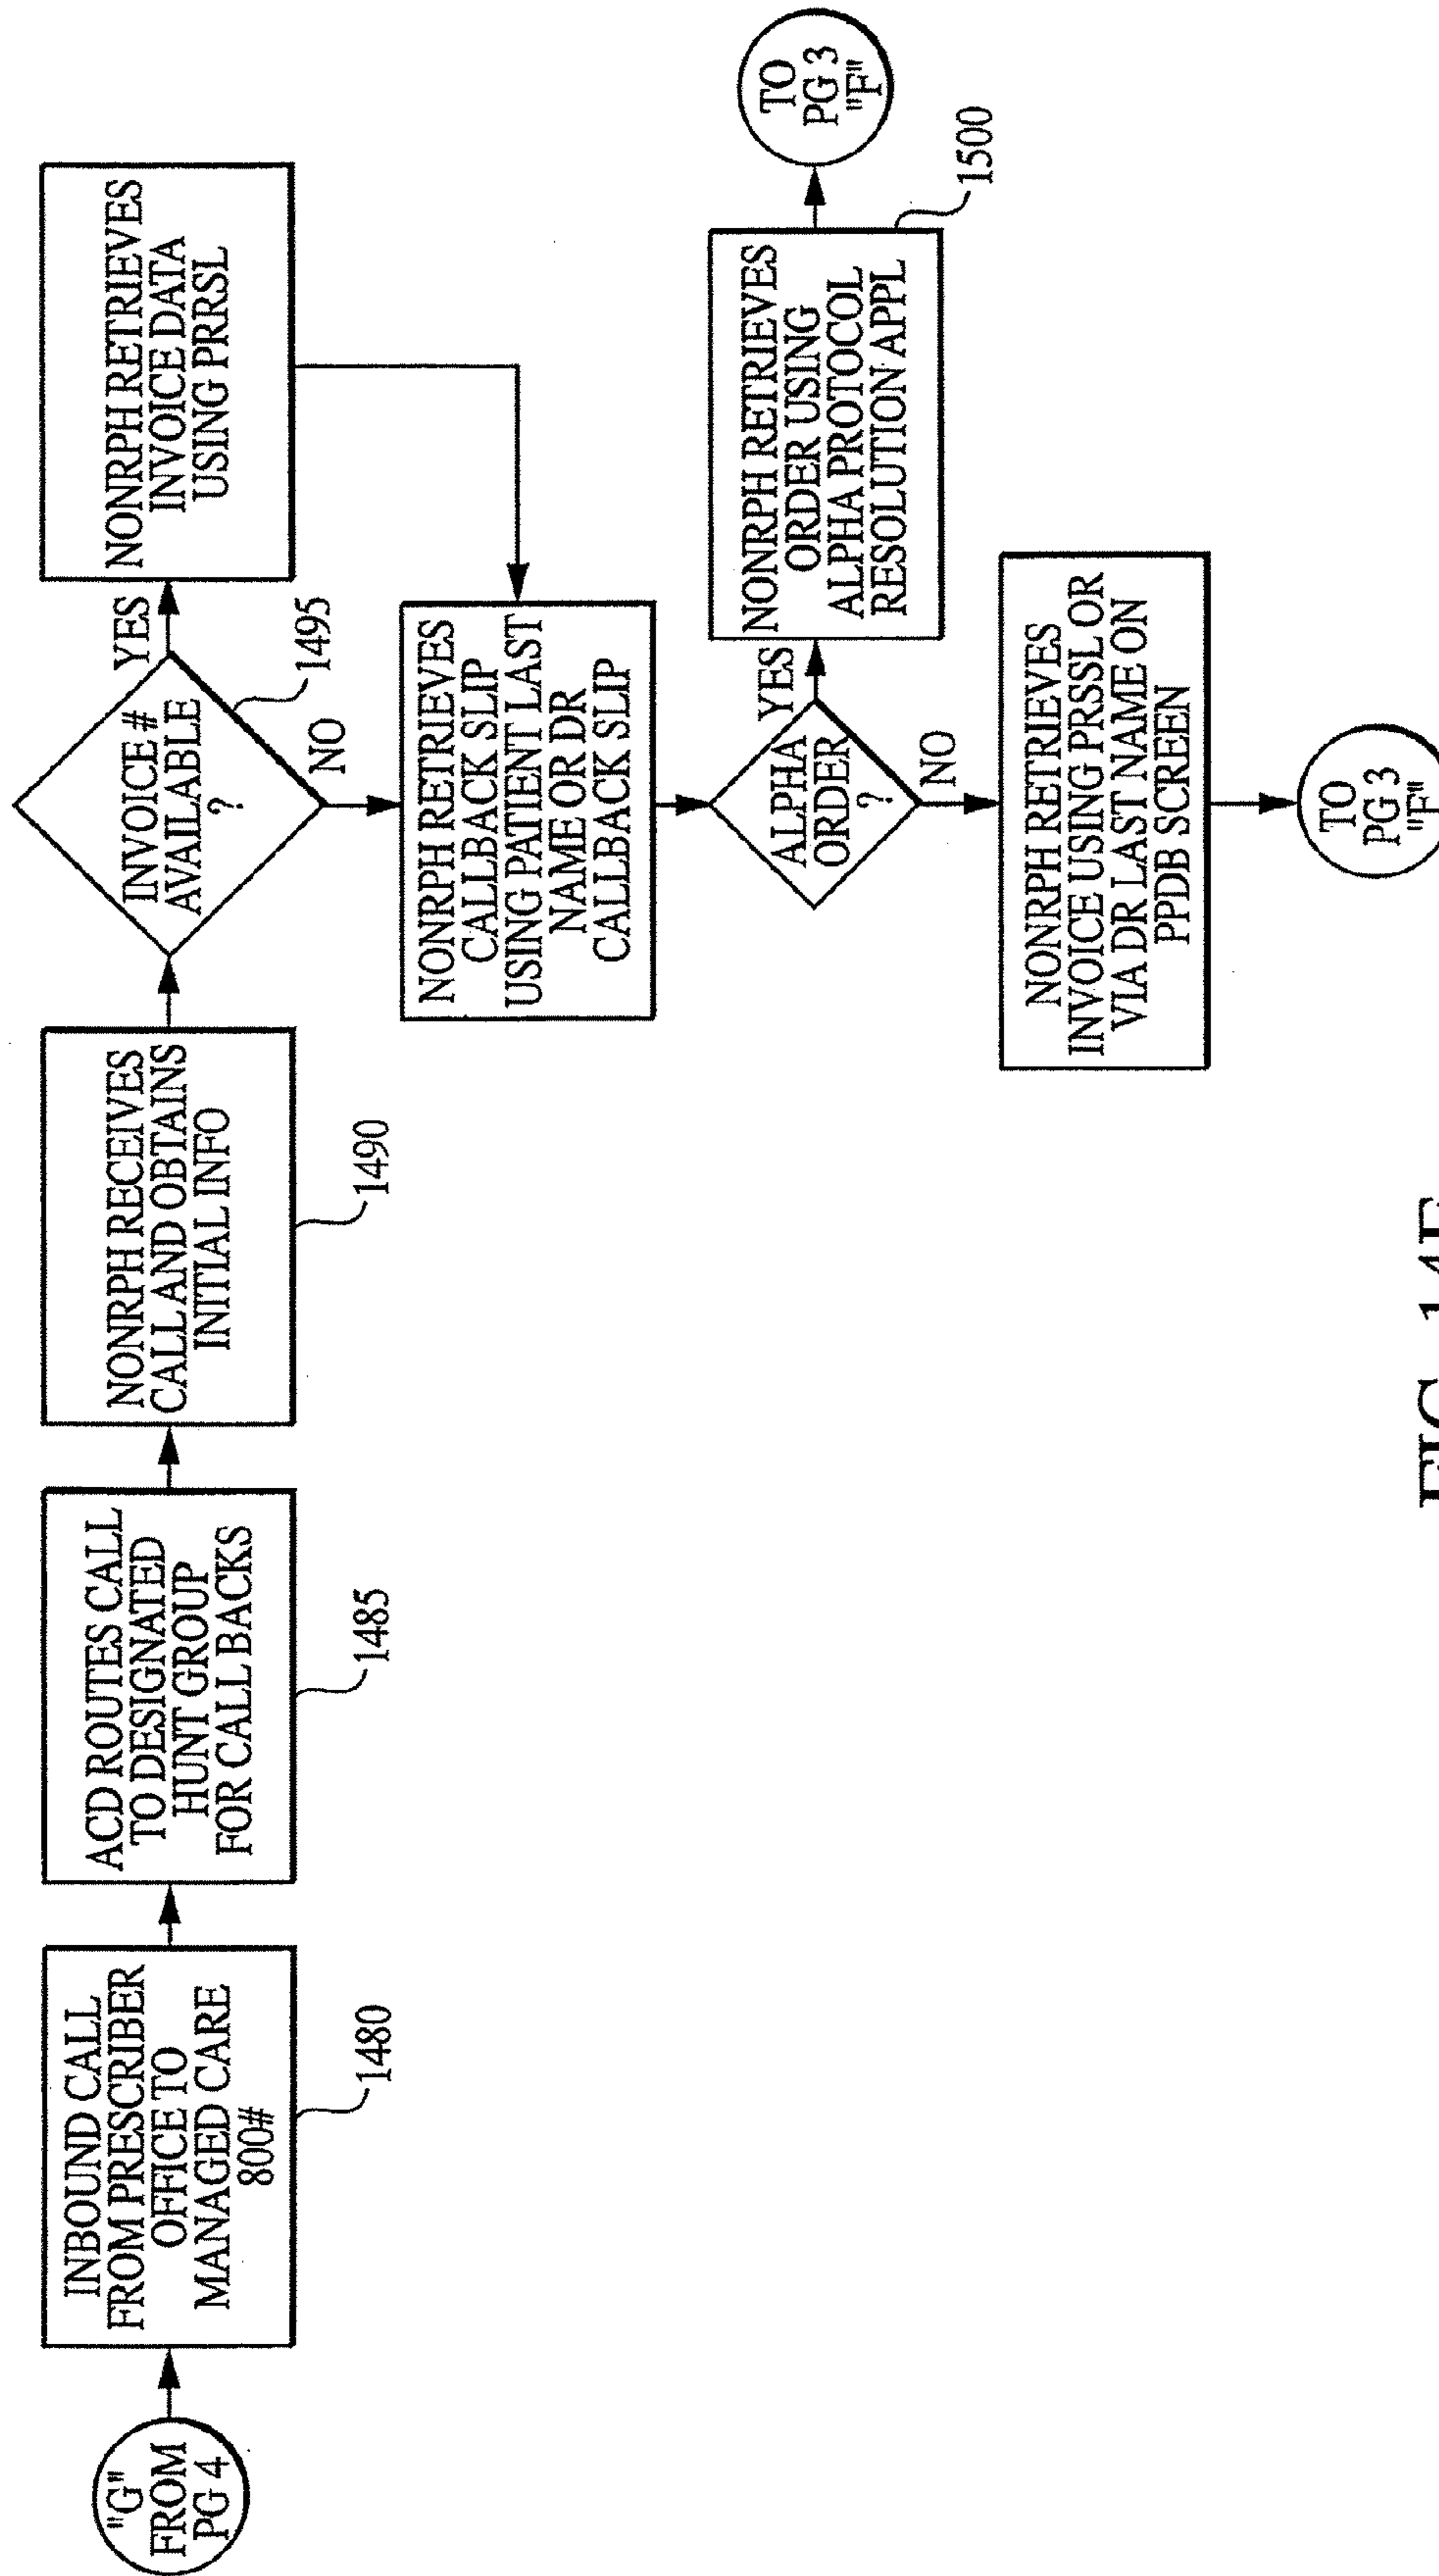 "G"
FROM
PG 4
INBOUND CALL
FROM PRESCRIBER
OFFICE TO
MANAGED CARE
800#
1480
ACD ROUTES CALL
TO DESIGNATED
HUNT GROUP
FOR CALL BACKS
1485
NONRPH RECEIVES
CALL AND OBTAINS
INITIAL INFO
1490
INVOICE #
AVAILABLE
?
1495
YES
NO
NONRPH RETRIEVES
INVOICE DATA
USING PRRSL
NONRPH RETRIEVES
CALLBACK SLIP
USING PATIENT LAST
NAME OR DR
CALLBACK SLIP
ALPHA
ORDER
?
YES
NO
NONRPH RETRIEVES
ORDER USING
ALPHA PROTOCOL
RESOLUTION APPL
1500
TO
PG 3
"F"
NONRPH RETRIEVES
INVOICE USING PRSSL OR
VIA DR LAST NAME ON
PPDB SCREEN
TO
PG 3
"F"